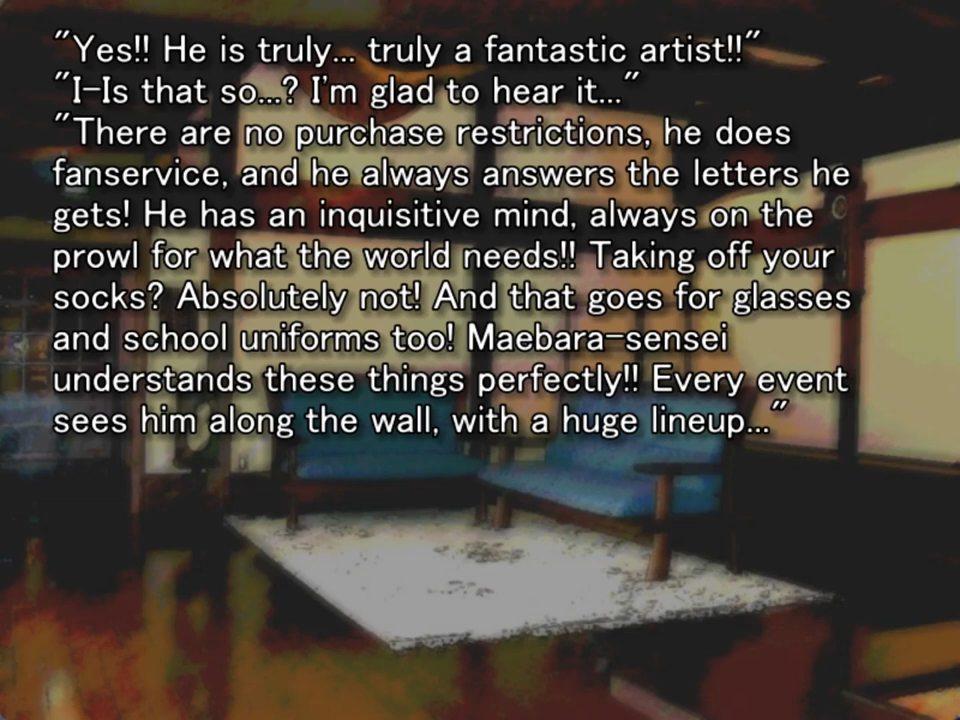 "Yes!! He is truly... truly a fantastic artist!!"
"I-Is that so...? I'm glad to hear it..."
"There are no purchase restrictions, he does
fanservice, and he always answers the letters he
gets! He has an inquisitive mind, always on the
prowl for what the world needs!! Taking off your
socks? Absolutely not! And that goes for glasses
and school uniforms too! Maebara-sensei
understands these things perfectly!! Every event
sees him along the wall, with a huge lineup..."